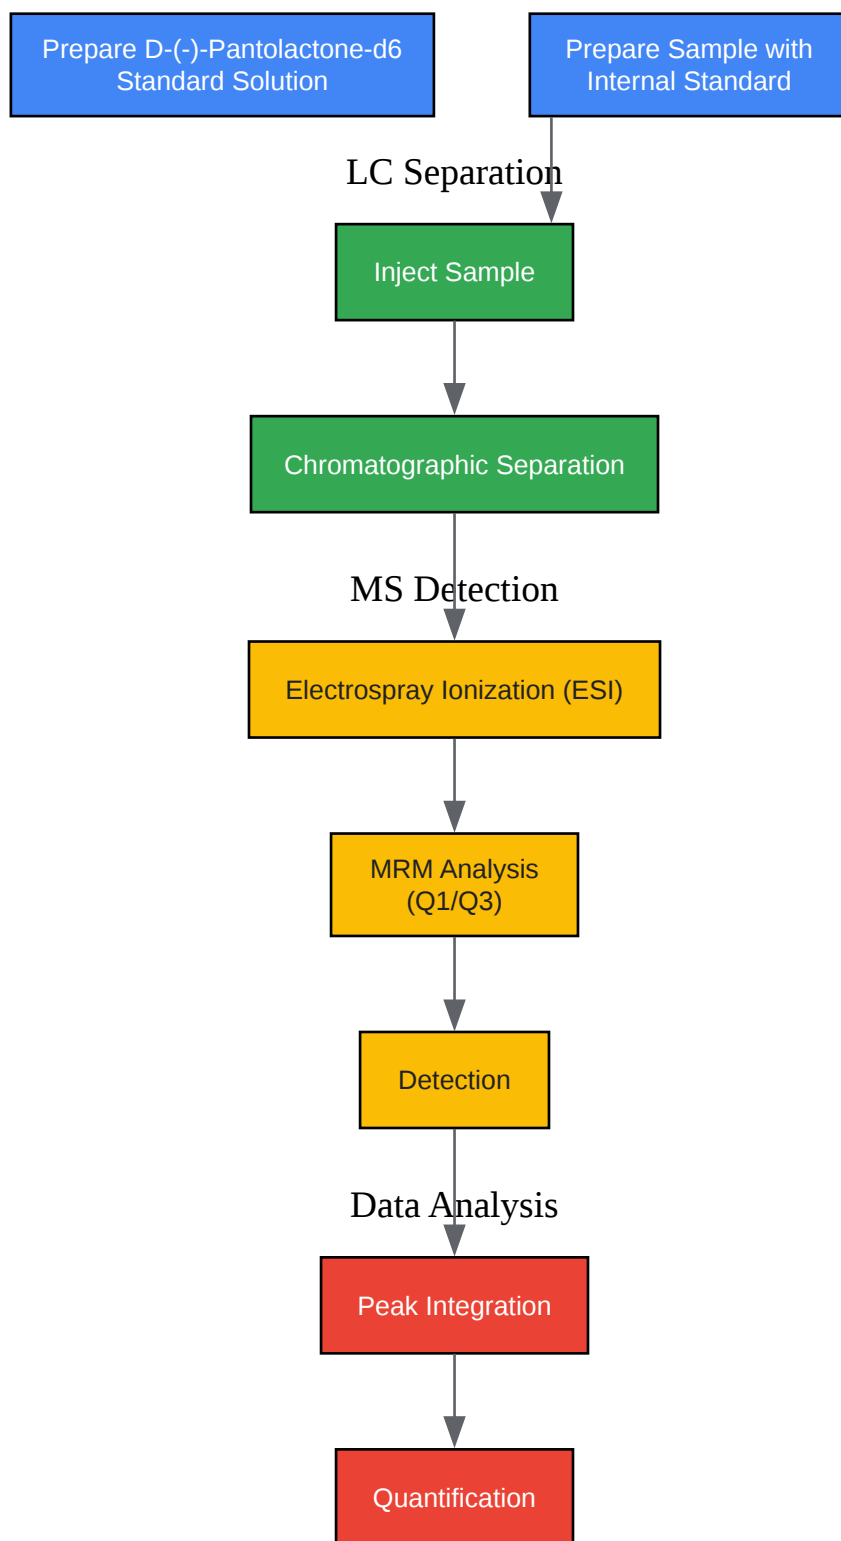 Prepare D-(-)-Pantolactone-d6
Standard Solution
Prepare Sample with
Internal Standard
LC Separation
Inject Sample
Chromatographic Separation
MS Detection
Electrospray Ionization (ESI)
MRM Analysis
(Q1/Q3)
Detection
Data Analysis
Peak Integration
Quantification